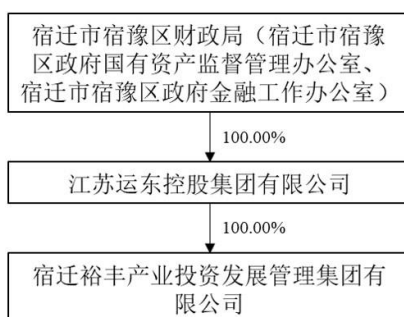 宿迁市宿豫区财政局（宿迁市宿豫
区政府国有资产监督管理办公室、
宿迁市宿豫区政府金融工作办公室）
100.00%
江苏运东控股集团有限公司
100.00%
宿迁裕丰产业投资发展管理集团有
限公司